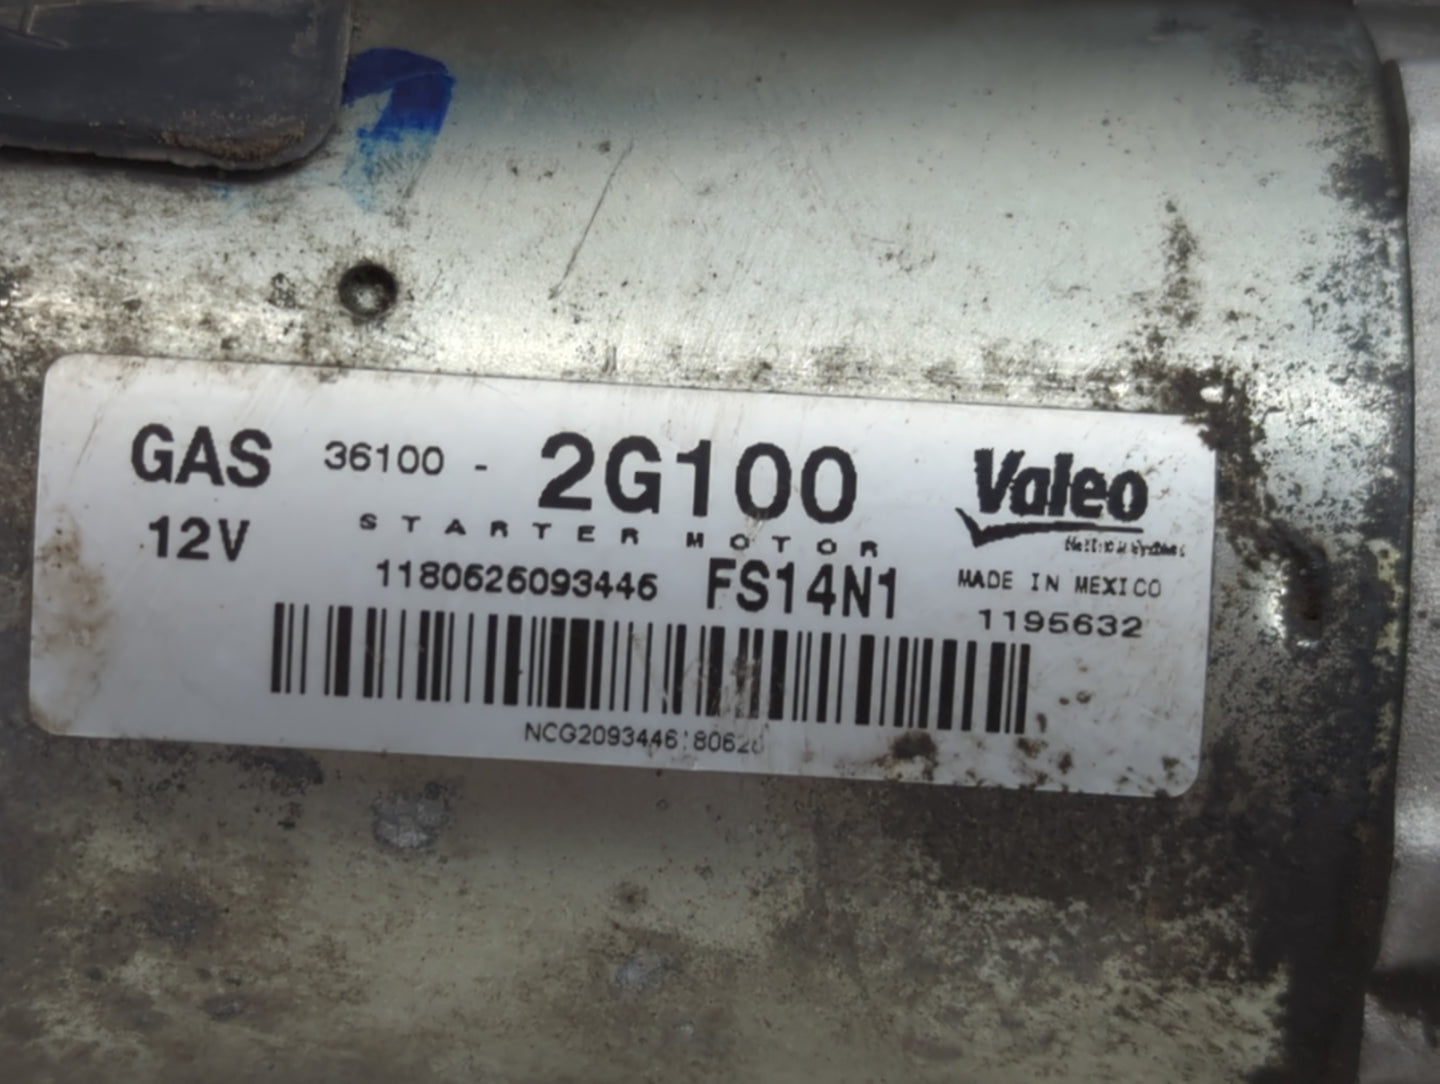 GAS 36100 - 2G100 Valeo
12V STARTER MOTOR
1180626093446 FS14N1 MADE IN MEXICO
1195632